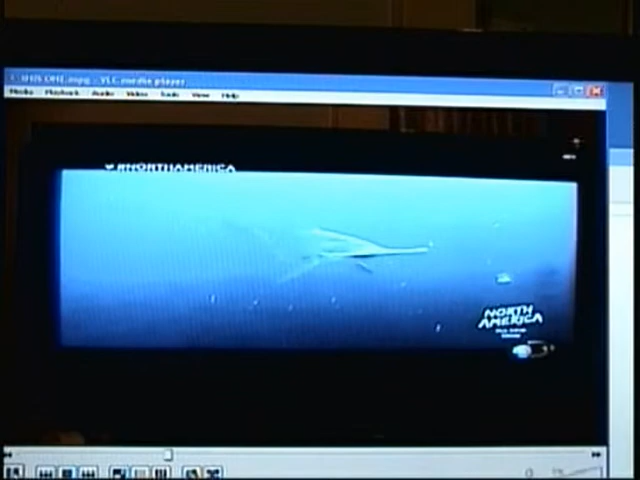 VLC media player
Media Playback Audio Video Tools View Help
#NORTHAMERICA
NORTH
AMERICA